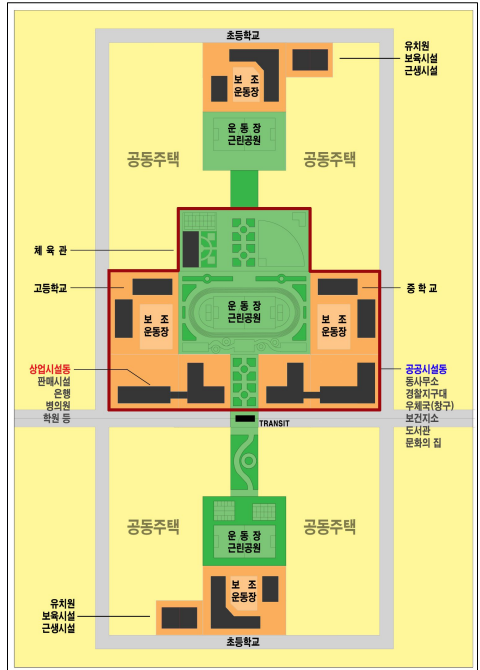 초등학교
유치원
보육시설
근생시설
보 조
운동장
운 동 장
근린공원
공동주택
공동주택
체 육 관
고등학교
중 학 교
운 동 장
근린공원
보 조
운동장
보 조
운동장
상업시설동
판매시설
은행
병의원
학원 등
공공시설동
동사무소
경찰지구대
우체국(창구)
보건지소
도서관
문화의 집
TRANSIT
공동주택
공동주택
운 동 장
근린공원
보 조
운동장
유치원
보육시설
근생시설
초등학교